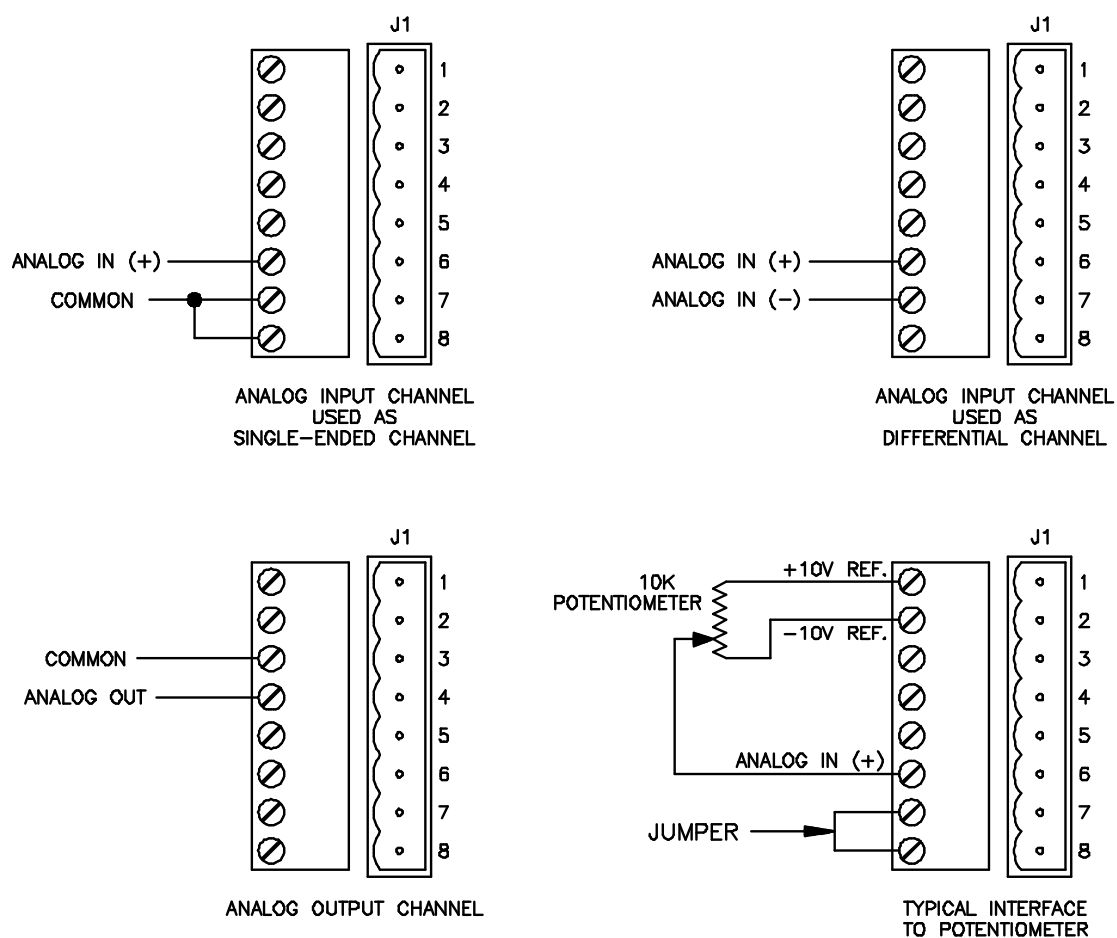 J1
1
2
3
4
5
6
7
8
ANALOG IN (+)
COMMON
ANALOG INPUT CHANNEL
USED AS
SINGLE-ENDED CHANNEL
J1
1
2
3
4
5
6
7
8
ANALOG IN (+)
ANALOG IN (-)
ANALOG INPUT CHANNEL
USED AS
DIFFERENTIAL CHANNEL
J1
1
2
3
4
5
6
7
8
COMMON
ANALOG OUT
ANALOG OUTPUT CHANNEL
J1
1
2
3
4
5
6
7
8
+10V REF.
10K
POTENTIOMETER
-10V REF.
ANALOG IN (+)
JUMPER
TYPICAL INTERFACE
TO POTENTIOMETER